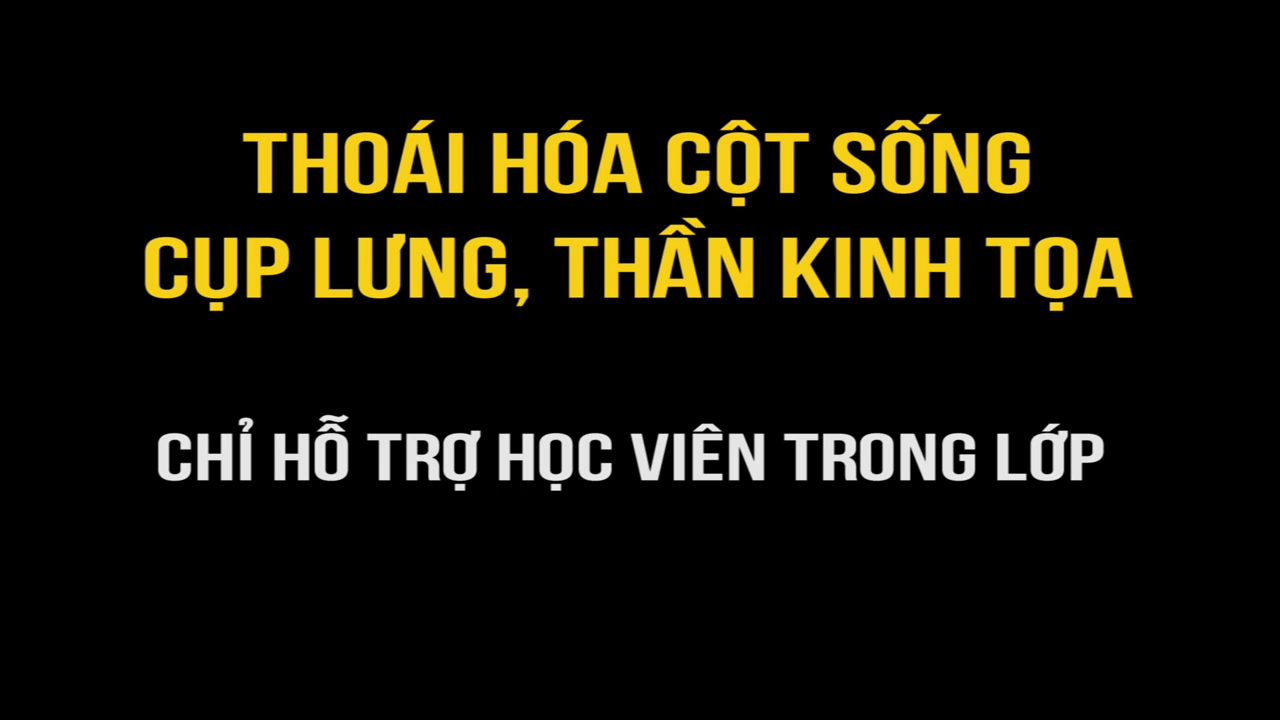 THOÁI HÓA CỘT SỐNG
CỤP LƯNG, THẦN KINH TỌA
CHỈ HỖ TRỢ HỌC VIÊN TRONG LỚP